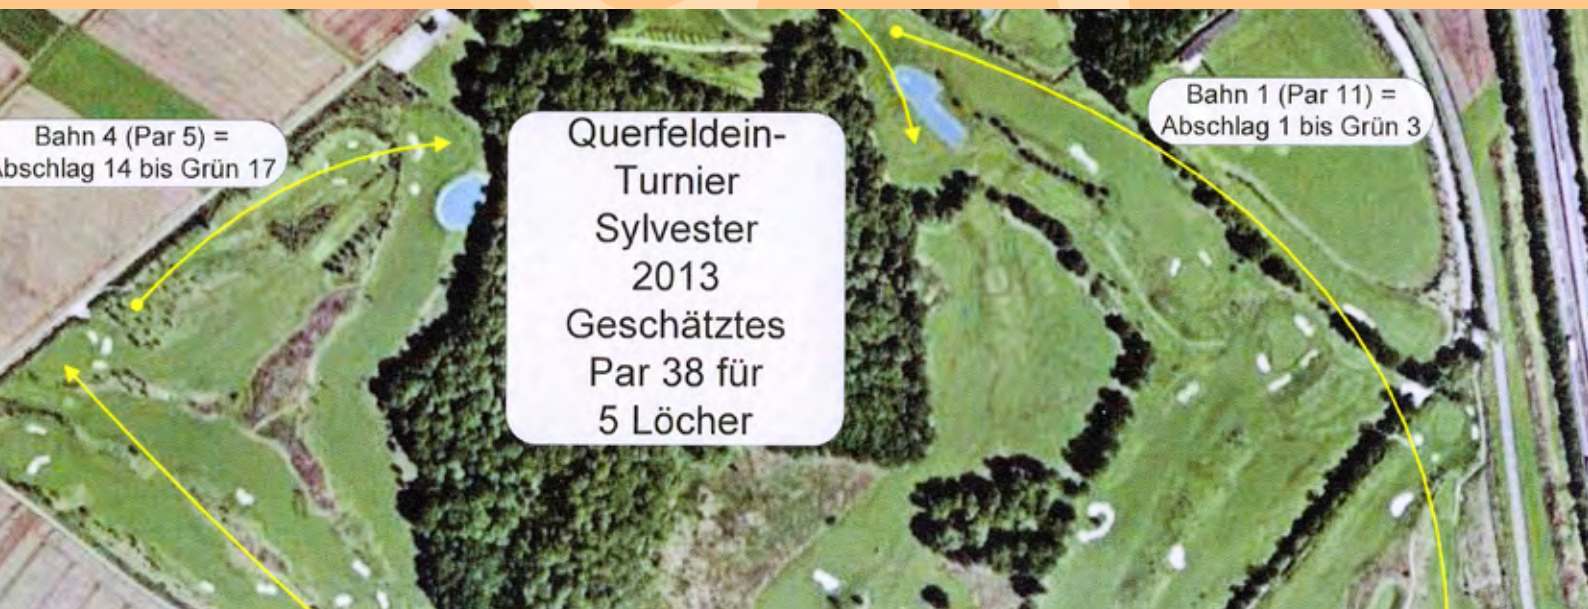 Bahn 4 (Par 5) =
Abschlag 14 bis Grün 17
Querfeldein-
Turnier
Sylvester
2013
Geschätztes
Par 38 für
5 Löcher
Bahn 1 (Par 11) =
Abschlag 1 bis Grün 3